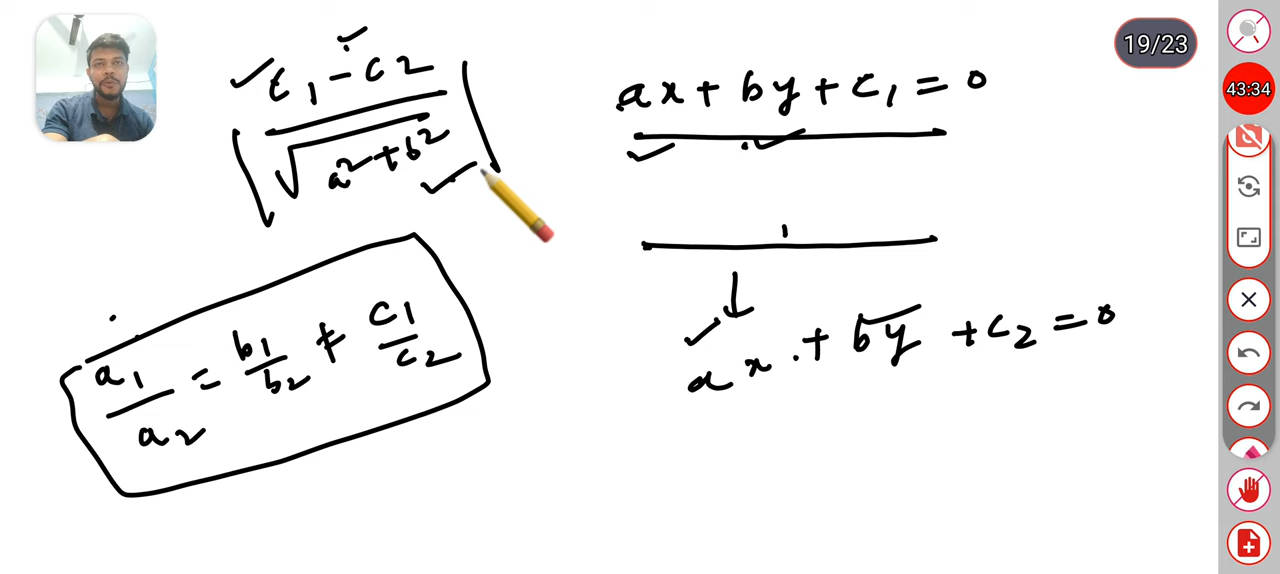 c1 - c2
√a²+b²
ax + by + c1 = 0
ax + by + c2 = 0
a1/a2 = b1/b2 ≠ c1/c2
19/23
43:34